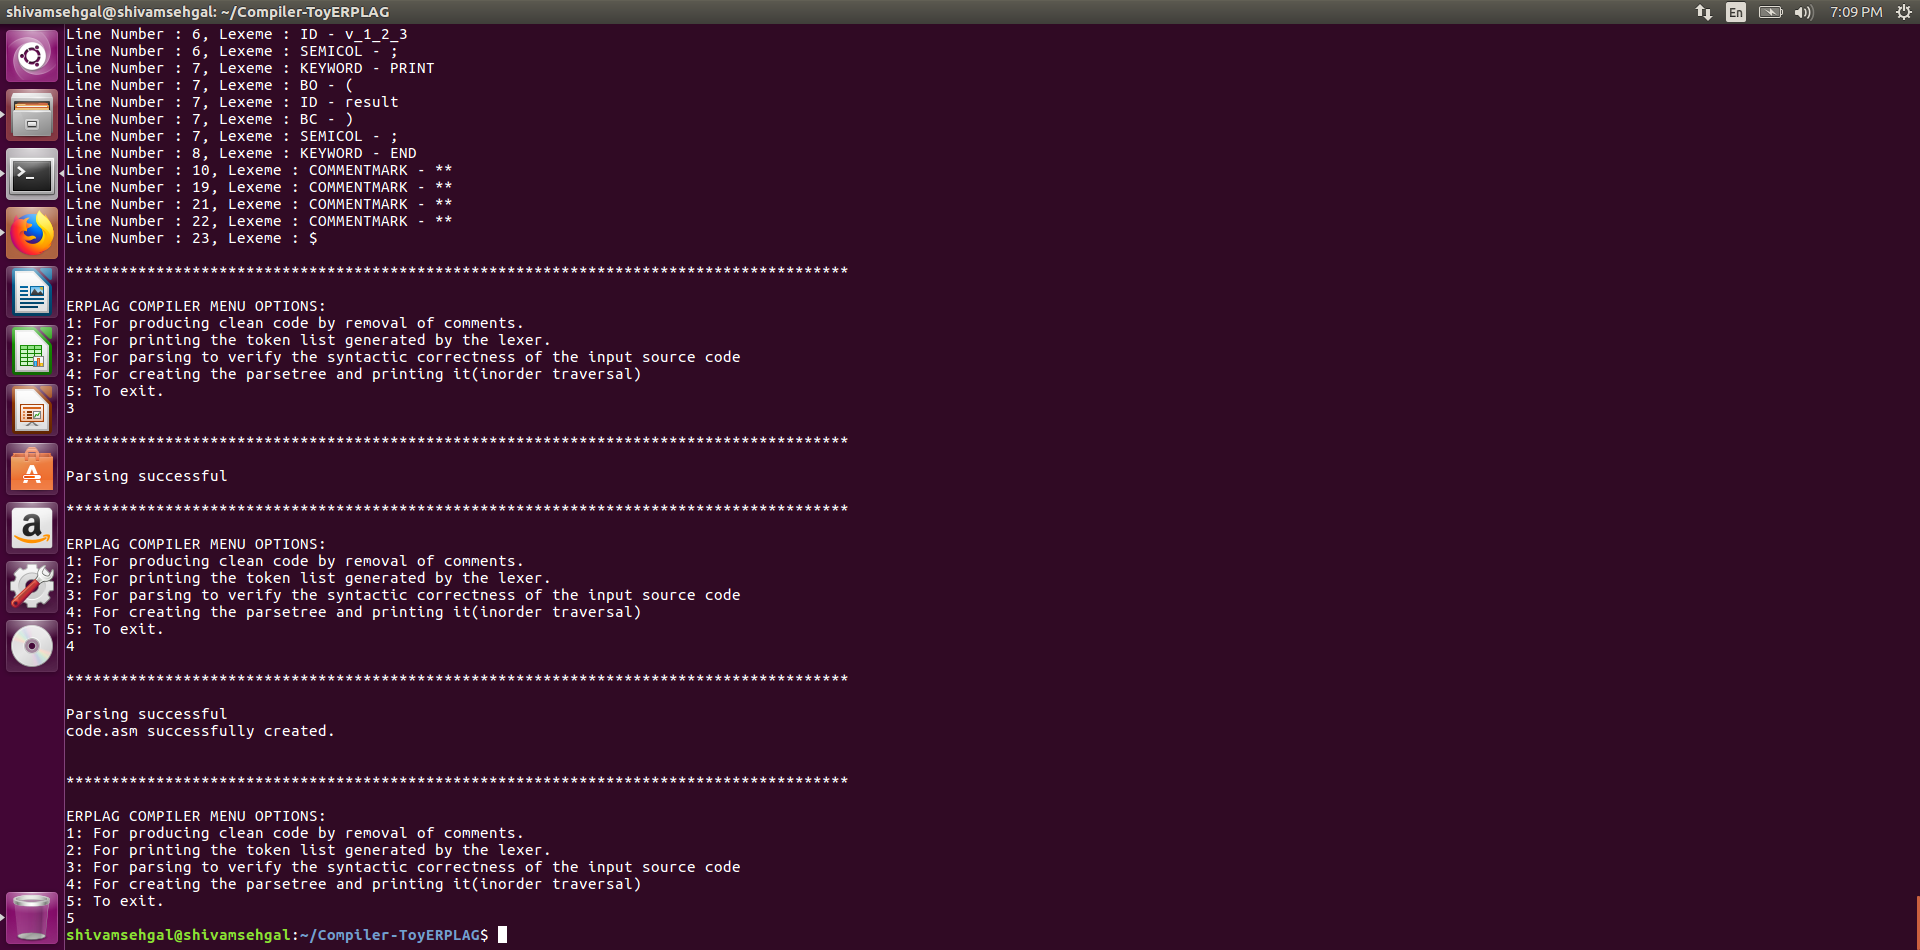 shivamsehgal@shivamsehgal: ~/Compiler-ToyERPLAG
En
7:09 PM
Line Number : 6, Lexeme : ID - v_1_2_3
Line Number : 6, Lexeme : SEMICOL - ;
Line Number : 7, Lexeme : KEYWORD - PRINT
Line Number : 7, Lexeme : BO - (
Line Number : 7, Lexeme : ID - result
Line Number : 7, Lexeme : BC - )
Line Number : 7, Lexeme : SEMICOL - ;
Line Number : 8, Lexeme : KEYWORD - END
Line Number : 10, Lexeme : COMMENTMARK - **
Line Number : 19, Lexeme : COMMENTMARK - **
Line Number : 21, Lexeme : COMMENTMARK - **
Line Number : 22, Lexeme : COMMENTMARK - **
Line Number : 23, Lexeme : $
***************************************************************************************
ERPLAG COMPILER MENU OPTIONS:
1: For producing clean code by removal of comments.
2: For printing the token list generated by the lexer.
3: For parsing to verify the syntactic correctness of the input source code
4: For creating the parsetree and printing it(inorder traversal)
5: To exit.
3
***************************************************************************************
Parsing successful
***************************************************************************************
ERPLAG COMPILER MENU OPTIONS:
1: For producing clean code by removal of comments.
2: For printing the token list generated by the lexer.
3: For parsing to verify the syntactic correctness of the input source code
4: For creating the parsetree and printing it(inorder traversal)
5: To exit.
4
***************************************************************************************
Parsing successful
code.asm successfully created.
***************************************************************************************
ERPLAG COMPILER MENU OPTIONS:
1: For producing clean code by removal of comments.
2: For printing the token list generated by the lexer.
3: For parsing to verify the syntactic correctness of the input source code
4: For creating the parsetree and printing it(inorder traversal)
5: To exit.
5
shivamsehgal@shivamsehgal:~/Compiler-ToyERPLAG$